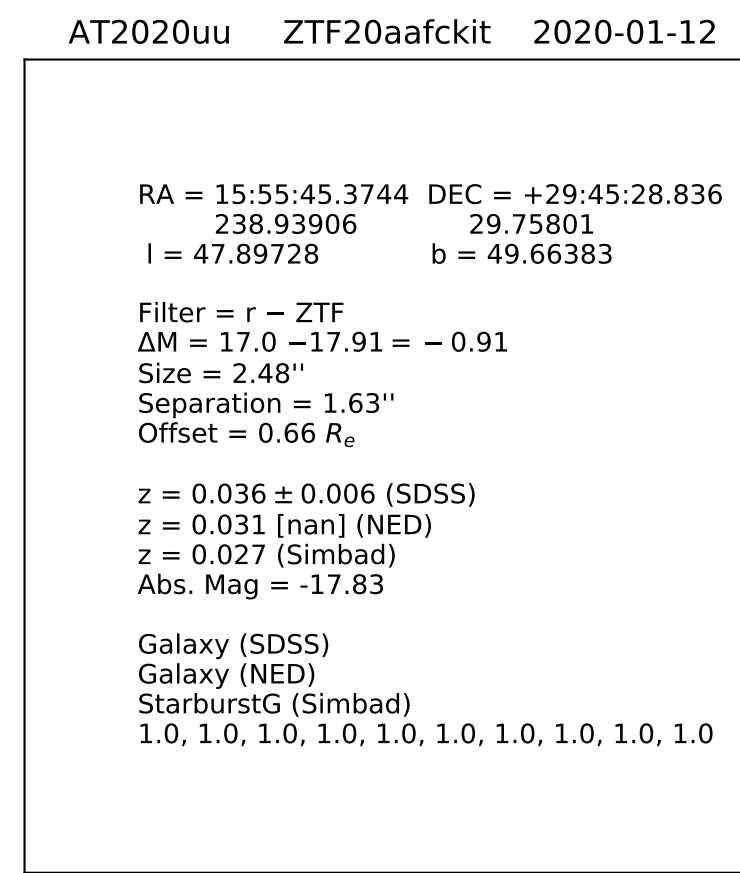 AT2020uu ZTF20aafckit 2020-01-12
RA = 15:55:45.3744 DEC = +29:45:28.836
238.93906 29.75801
l = 47.89728 b = 49.66383
Filter = r − ZTF
ΔM = 17.0 −17.91 = − 0.91
Size = 2.48''
Separation = 1.63''
Offset = 0.66 Re
z = 0.036 ± 0.006 (SDSS)
z = 0.031 [nan] (NED)
z = 0.027 (Simbad)
Abs. Mag = -17.83
Galaxy (SDSS)
Galaxy (NED)
StarburstG (Simbad)
1.0, 1.0, 1.0, 1.0, 1.0, 1.0, 1.0, 1.0, 1.0, 1.0